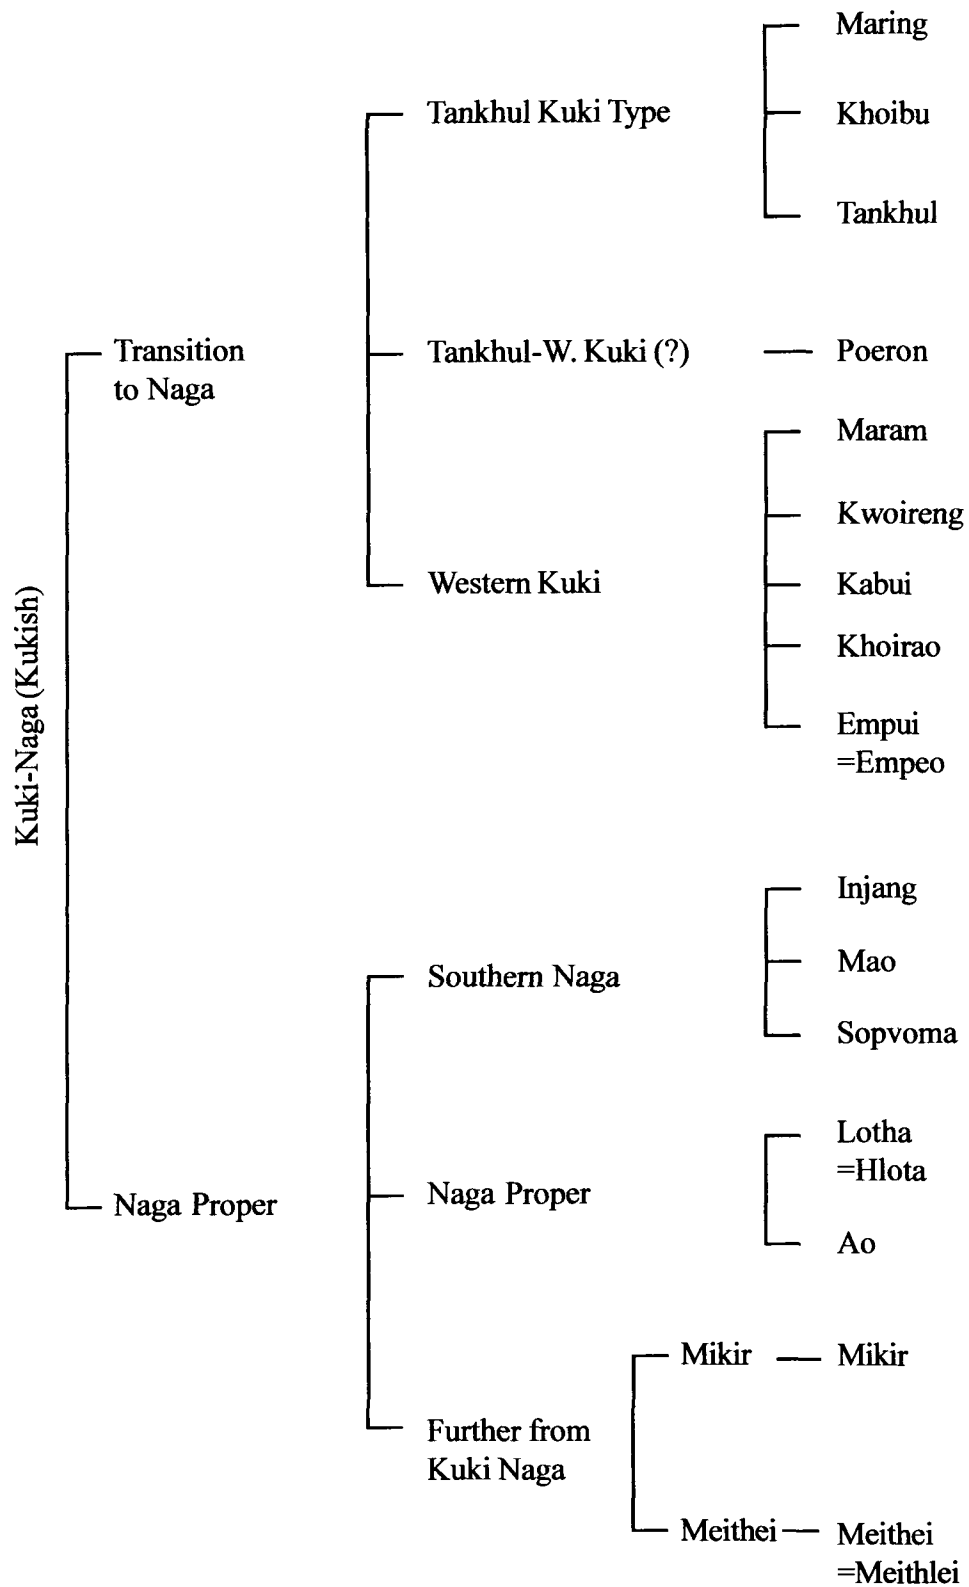 Kuki-Naga (Kukish)
Transition
to Naga
Tankhul Kuki Type
Maring
Khoibu
Tankhul
Tankhul-W. Kuki (?)
Poeron
Western Kuki
Maram
Kwoireng
Kabui
Khoirao
Empui
=Empeo
Naga Proper
Southern Naga
Injang
Mao
Sopvoma
Naga Proper
Lotha
=Hlota
Ao
Further from
Kuki Naga
Mikir
Mikir
Meithei
Meithei
=Meithlei